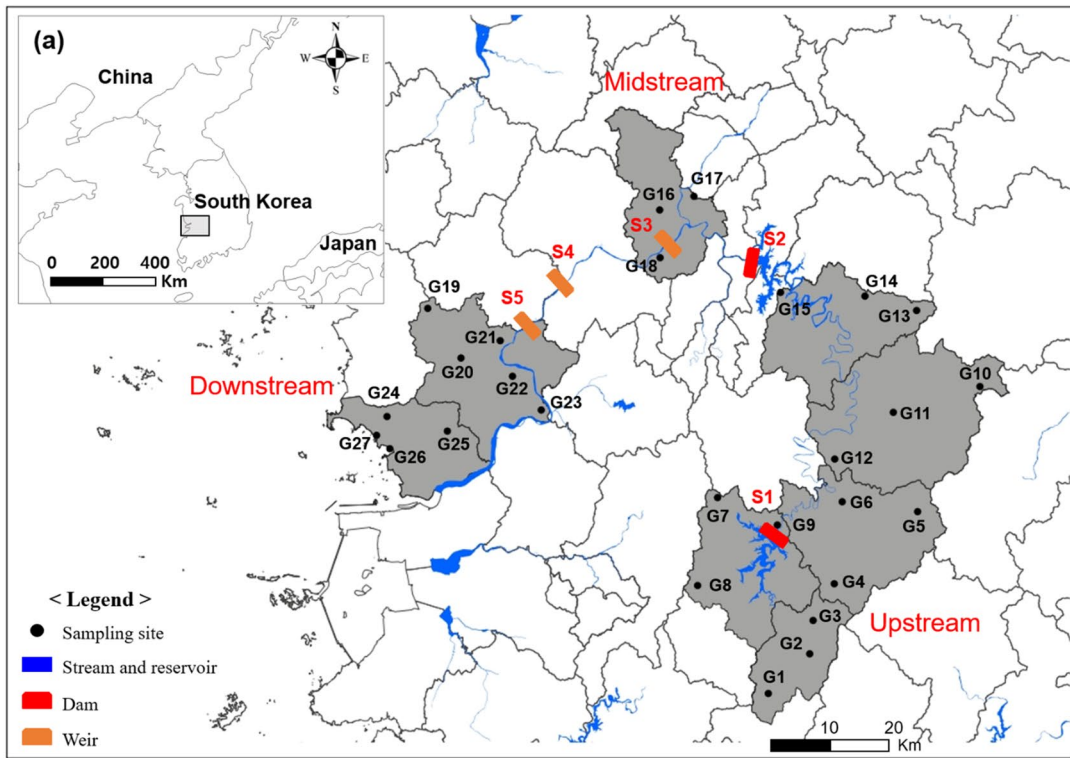 (a)
N
W
E
S
China
South Korea
Japan
0 200 400
Km
Midstream
G17
G16
S3
S2
G18
S4
G14
G15
G13
G19
S5
G21
G20
G22
Downstream
G10
G11
G23
G24
G25
G27
G26
G12
S1
G7
G6
G9
G5
G8
G4
G3
Upstream
G2
G1
< Legend >
Sampling site
Stream and reservoir
Dam
Weir
0 10 20
Km